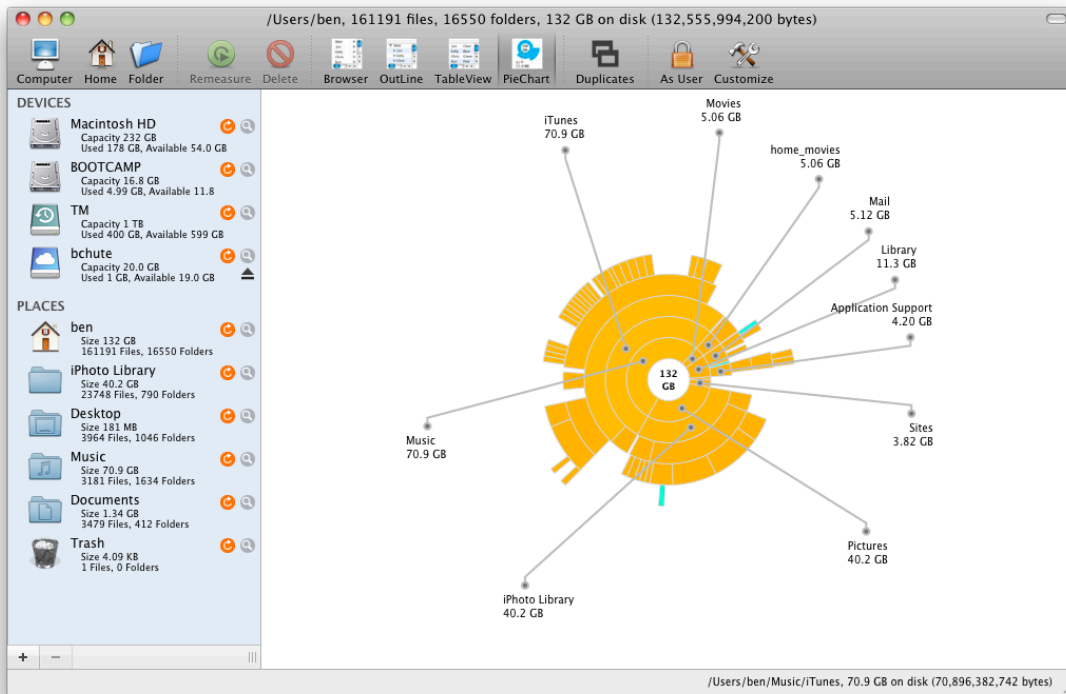 /Users/ben, 161191 files, 16550 folders, 132 GB on disk (132,555,994,200 bytes)
Computer Home Folder Remeasure Delete Browser OutLine TableView PieChart Duplicates As User Customize
DEVICES
Macintosh HD
Capacity 232 GB
Used 178 GB, Available 54.0 GB
BOOTCAMP
Capacity 16.8 GB
Used 4.99 GB, Available 11.8
TM
Capacity 1 TB
Used 400 GB, Available 599 GB
bchute
Capacity 20.0 GB
Used 1 GB, Available 19.0 GB
PLACES
ben
Size 132 GB
161191 Files, 16550 Folders
iPhoto Library
Size 40.2 GB
23748 Files, 790 Folders
Desktop
Size 181 MB
3964 Files, 1046 Folders
Music
Size 70.9 GB
3181 Files, 1634 Folders
Documents
Size 1.34 GB
3479 Files, 412 Folders
Trash
Size 4.09 KB
1 Files, 0 Folders
Movies
5.06 GB
iTunes
70.9 GB
home_movies
5.06 GB
Mail
5.12 GB
Library
11.3 GB
Application Support
4.20 GB
132
GB
Sites
3.82 GB
Music
70.9 GB
Pictures
40.2 GB
iPhoto Library
40.2 GB
/Users/ben/Music/iTunes, 70.9 GB on disk (70,896,382,742 bytes)